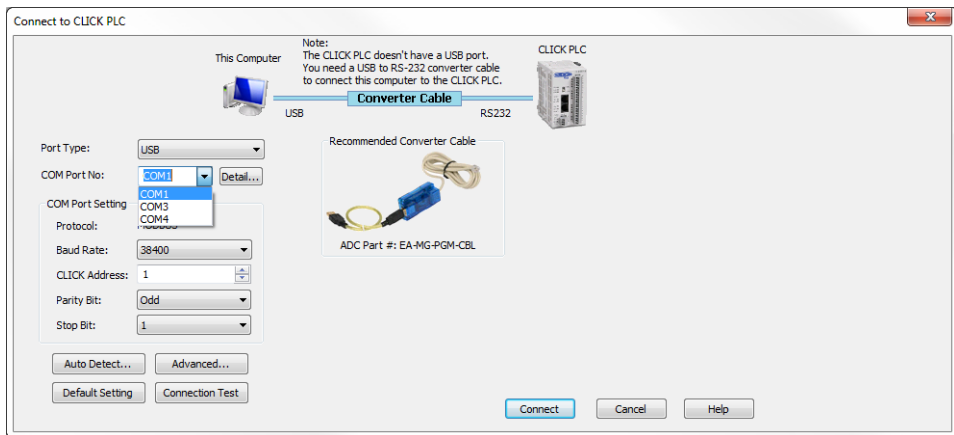 Connect to CLICK PLC
Note:
The CLICK PLC doesn't have a USB port.
You need a USB to RS-232 converter cable
to connect this computer to the CLICK PLC.
This Computer
CLICK PLC
Converter Cable
USB
RS232
Port Type:
USB
COM Port No:
COM1
Detail...
COM1
COM3
COM4
COM Port Setting
Protocol:
Baud Rate:
38400
CLICK Address:
1
Parity Bit:
Odd
Stop Bit:
1
Recommended Converter Cable
ADC Part #: EA-MG-PGM-CBL
Auto Detect...
Advanced...
Default Setting
Connection Test
Connect
Cancel
Help